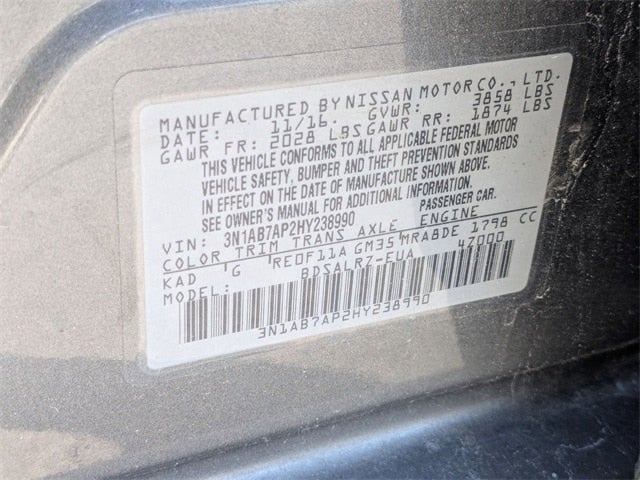 MANUFACTURED BY NISSAN MOTOR CO., LTD.
DATE: 11/16. GVWR: 3858 LBS
GAWR FR: 2028 LBS GAWR RR: 1874 LBS
THIS VEHICLE CONFORMS TO ALL APPLICABLE FEDERAL MOTOR
VEHICLE SAFETY, BUMPER AND THEFT PREVENTION STANDARDS
IN EFFECT ON THE DATE OF MANUFACTURE SHOWN ABOVE.
SEE OWNER'S MANUAL FOR ADDITIONAL INFORMATION.
VIN: 3N1AB7AP2HY238990 PASSENGER CAR.
COLOR TRIM TRANS AXLE ENGINE
KAD G RE0F11A GM35 MRA8DE 1798 CC
MODEL: BDSALRZ-EUA 4Z000
3N1AB7AP2HY238990